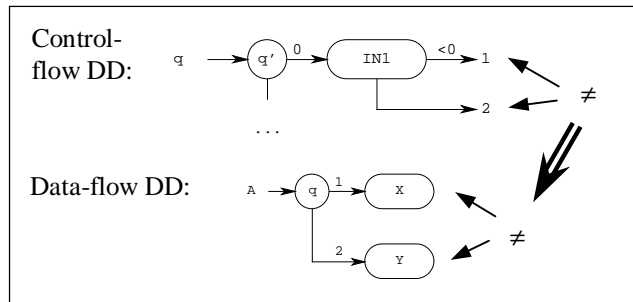 Control-
flow DD:
q
q’
0
IN1
<0
1
2
≠
...
Data-flow DD:
A
q
1
X
2
Y
≠